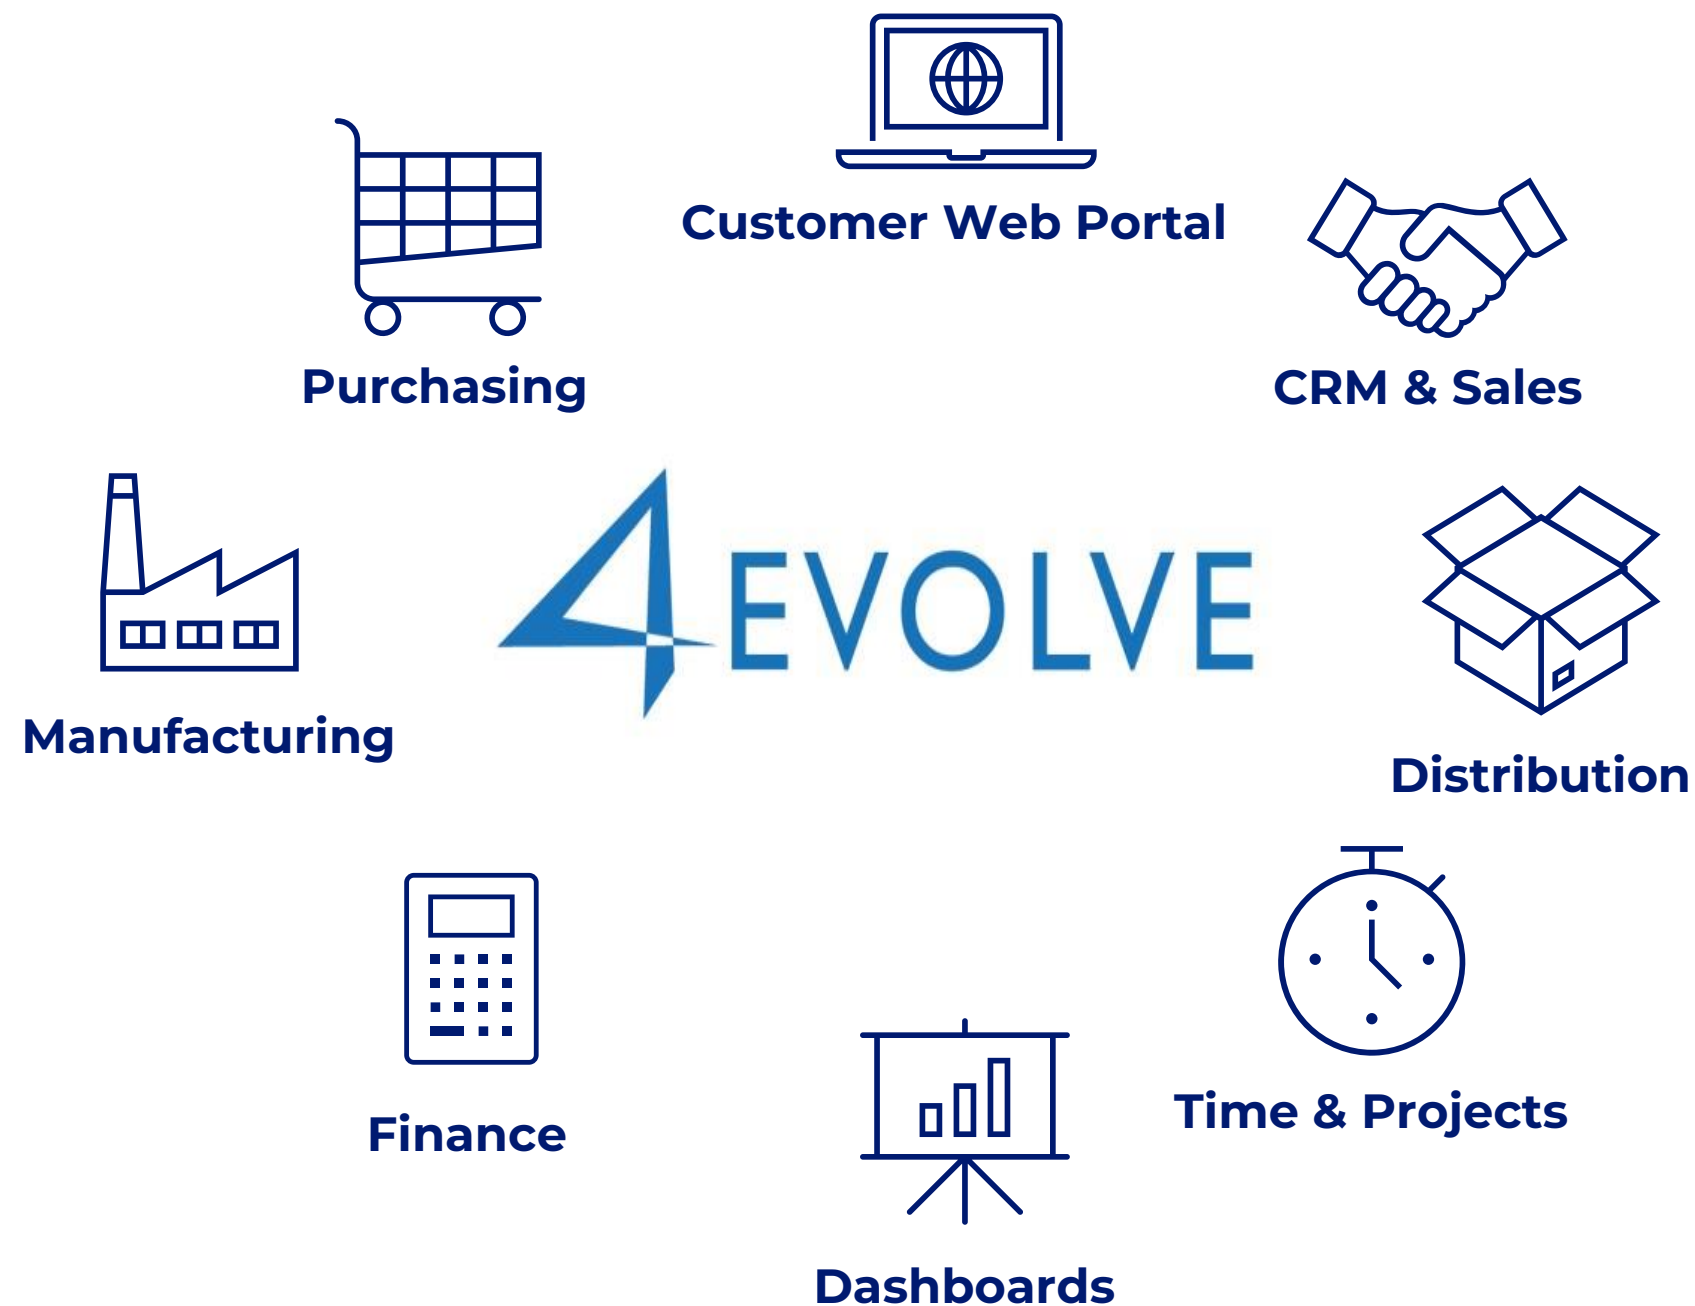 Customer Web Portal
Purchasing
CRM & Sales
4EVOLVE
Manufacturing
Distribution
Time & Projects
Finance
Dashboards